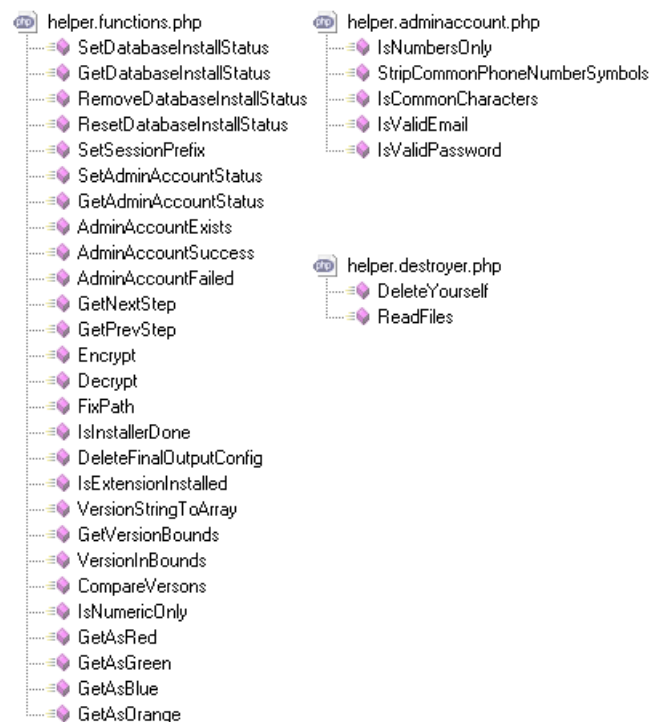 helper.functions.php
SetDatabaseInstallStatus
GetDatabaseInstallStatus
RemoveDatabaseInstallStatus
ResetDatabaseInstallStatus
SetSessionPrefix
SetAdminAccountStatus
GetAdminAccountStatus
AdminAccountExists
AdminAccountSuccess
AdminAccountFailed
GetNextStep
GetPrevStep
Encrypt
Decrypt
FixPath
IsInstallerDone
DeleteFinalOutputConfig
IsExtensionInstalled
VersionStringToArray
GetVersionBounds
VersionInBounds
CompareVersons
IsNumericOnly
GetAsRed
GetAsGreen
GetAsBlue
GetAsOrange
helper.adminaccount.php
IsNumbersOnly
StripCommonPhoneNumberSymbols
IsCommonCharacters
IsValidEmail
IsValidPassword
helper.destroyer.php
DeleteYourself
ReadFiles